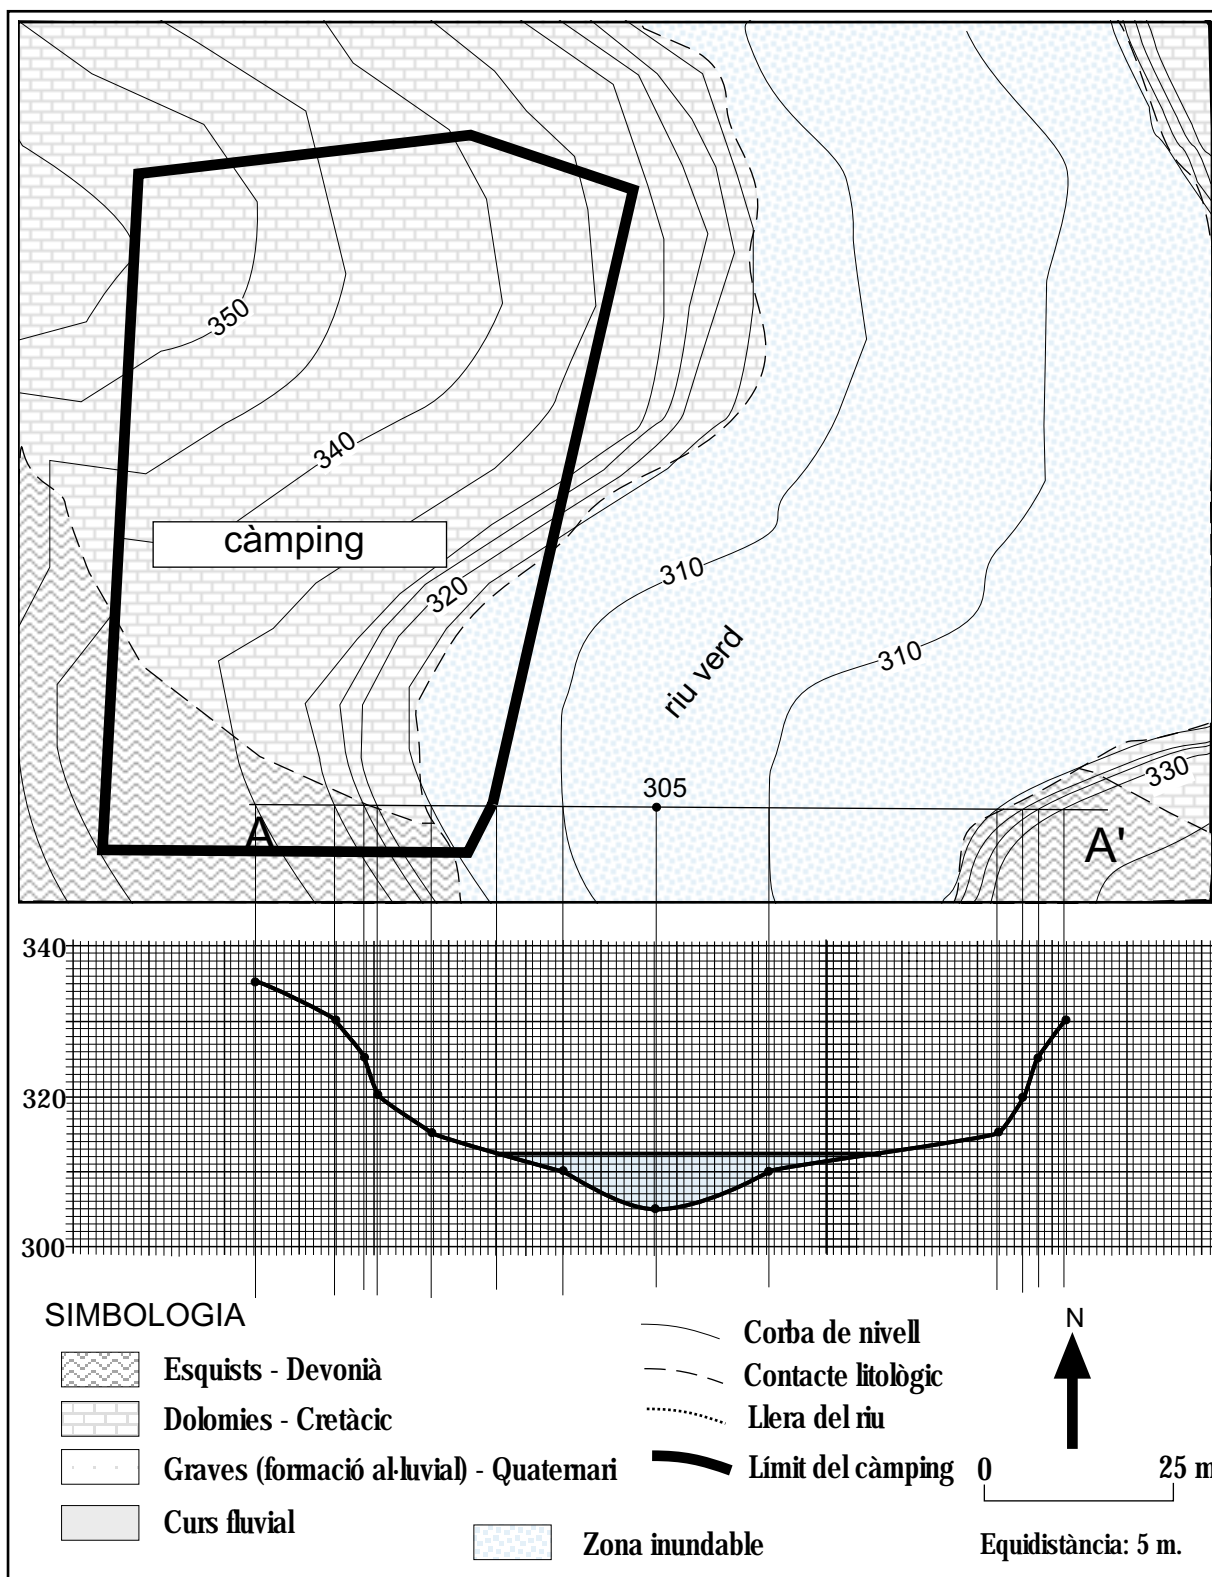 350
340
càmping
320
310
riu verd
310
305
330
A
A'
340
320
300
SIMBOLOGIA
Esquists - Devonià
Dolomies - Cretàcic
Graves (formació al·luvial) - Quaternari
Curs fluvial
Zona inundable
Corba de nivell
Contacte litològic
Llera del riu
Límit del càmping
N
0
25 m
Equidistància: 5 m.